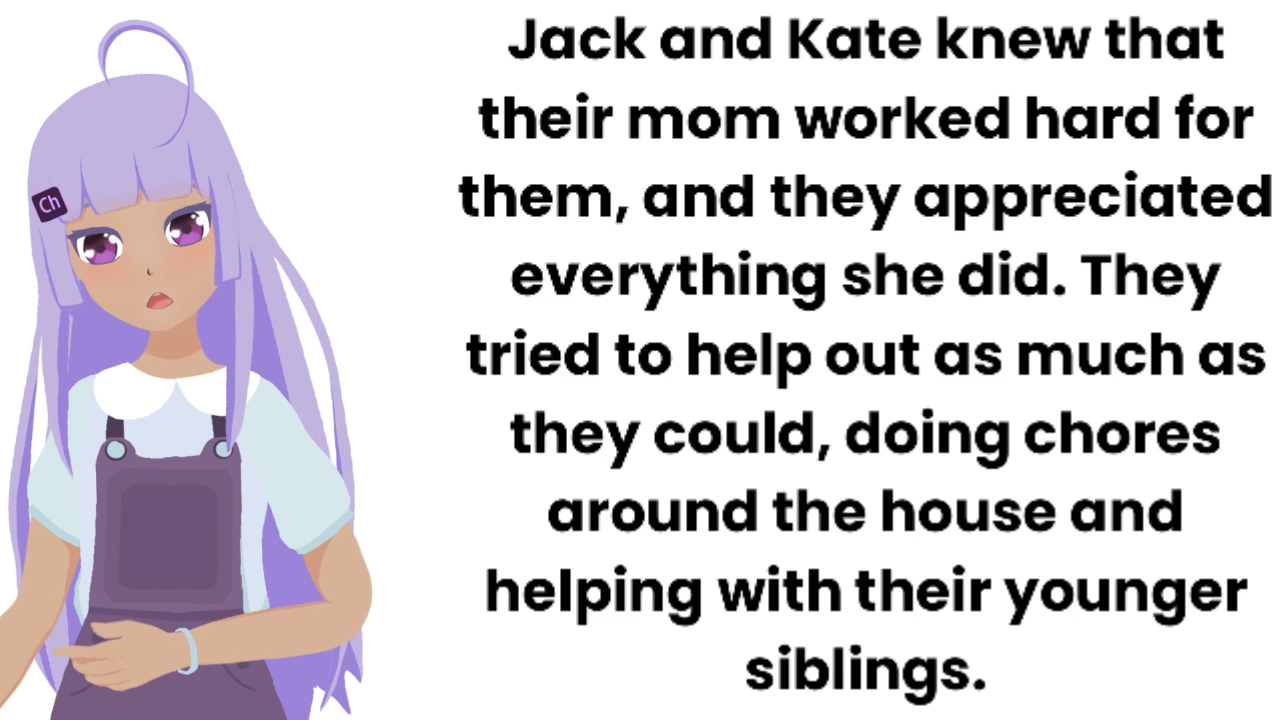 Jack and Kate knew that
their mom worked hard for
them, and they appreciated
everything she did. They
tried to help out as much as
they could, doing chores
around the house and
helping with their younger
siblings.
Ch